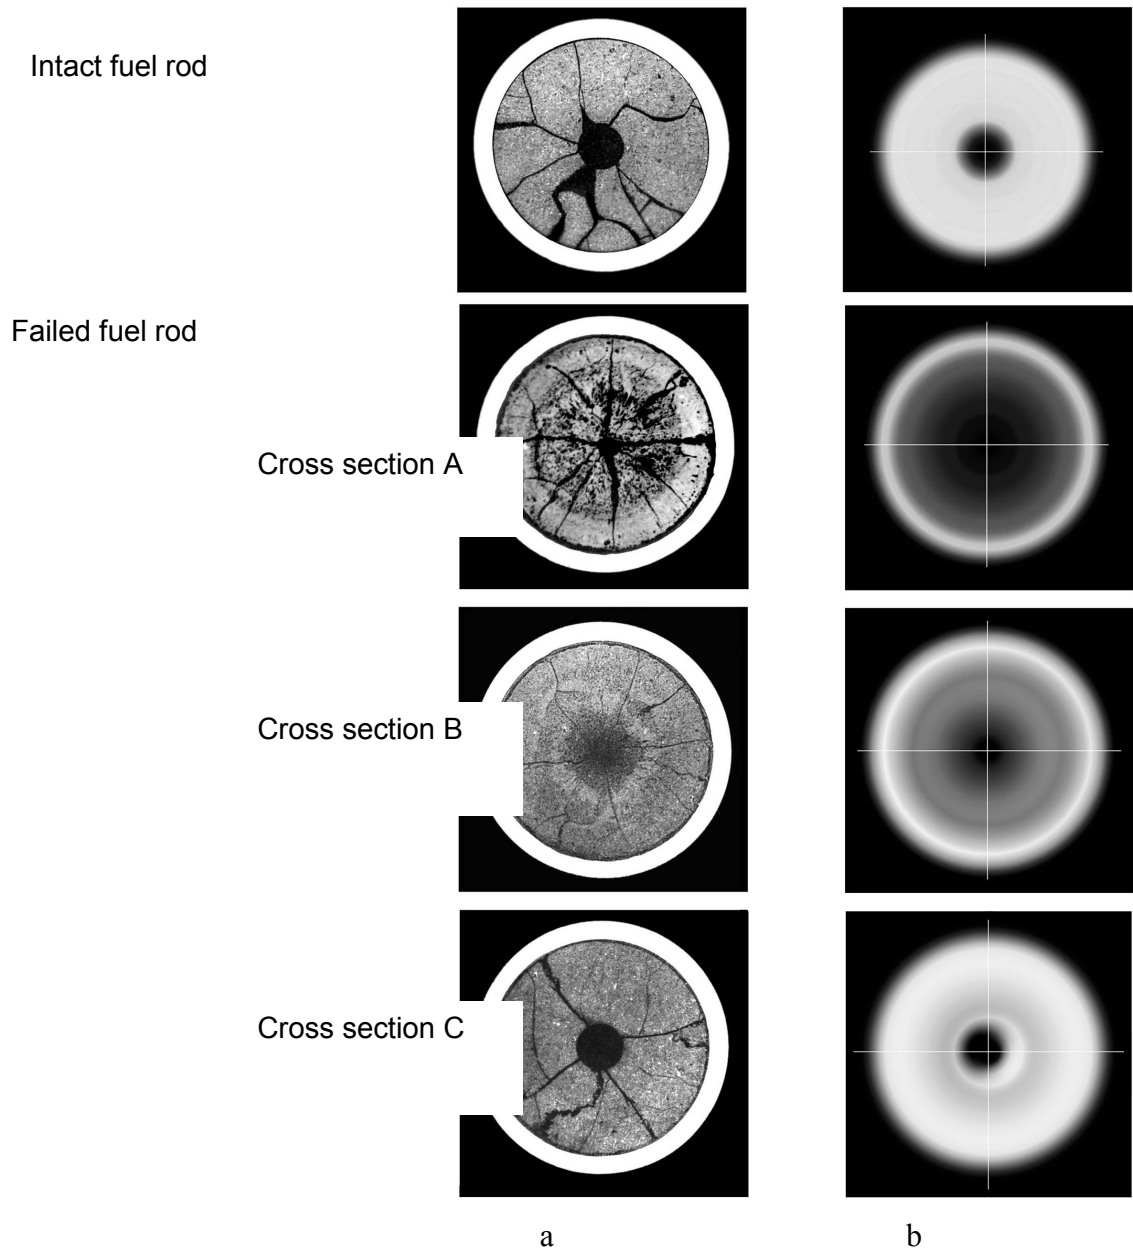 Intact fuel rod
Failed fuel rod
Cross section A
Cross section B
Cross section C
a b